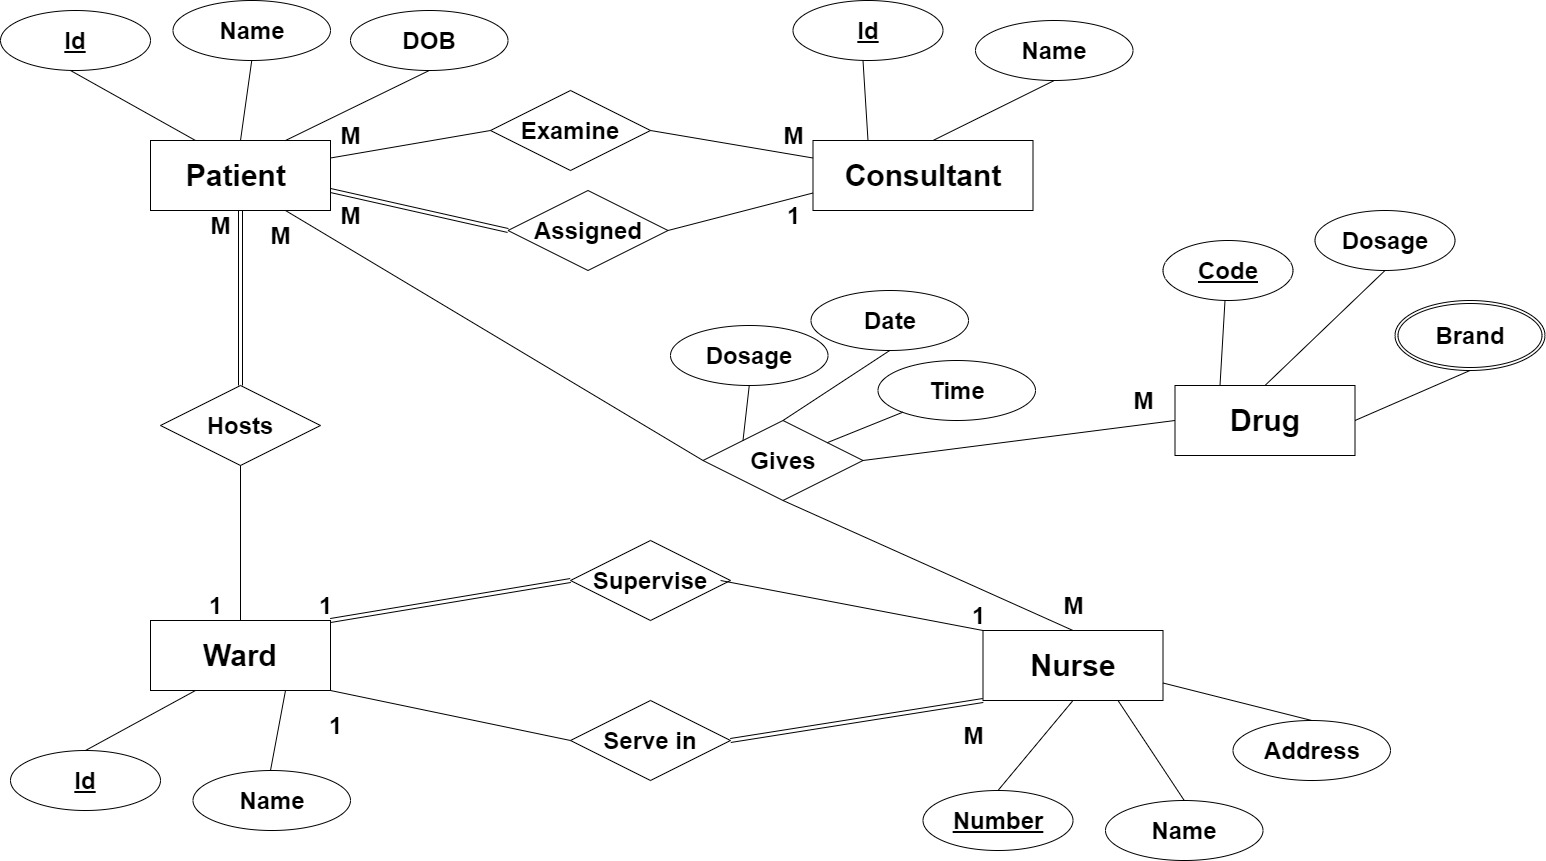 Id
Name
DOB
Id
Name
M
Examine
M
Patient
Consultant
M
M
M
Assigned
1
Code
Dosage
Dosage
Date
Brand
Time
M
Drug
Hosts
Gives
1
1
Supervise
1
M
Ward
Nurse
1
Serve in
M
Address
Id
Name
Number
Name